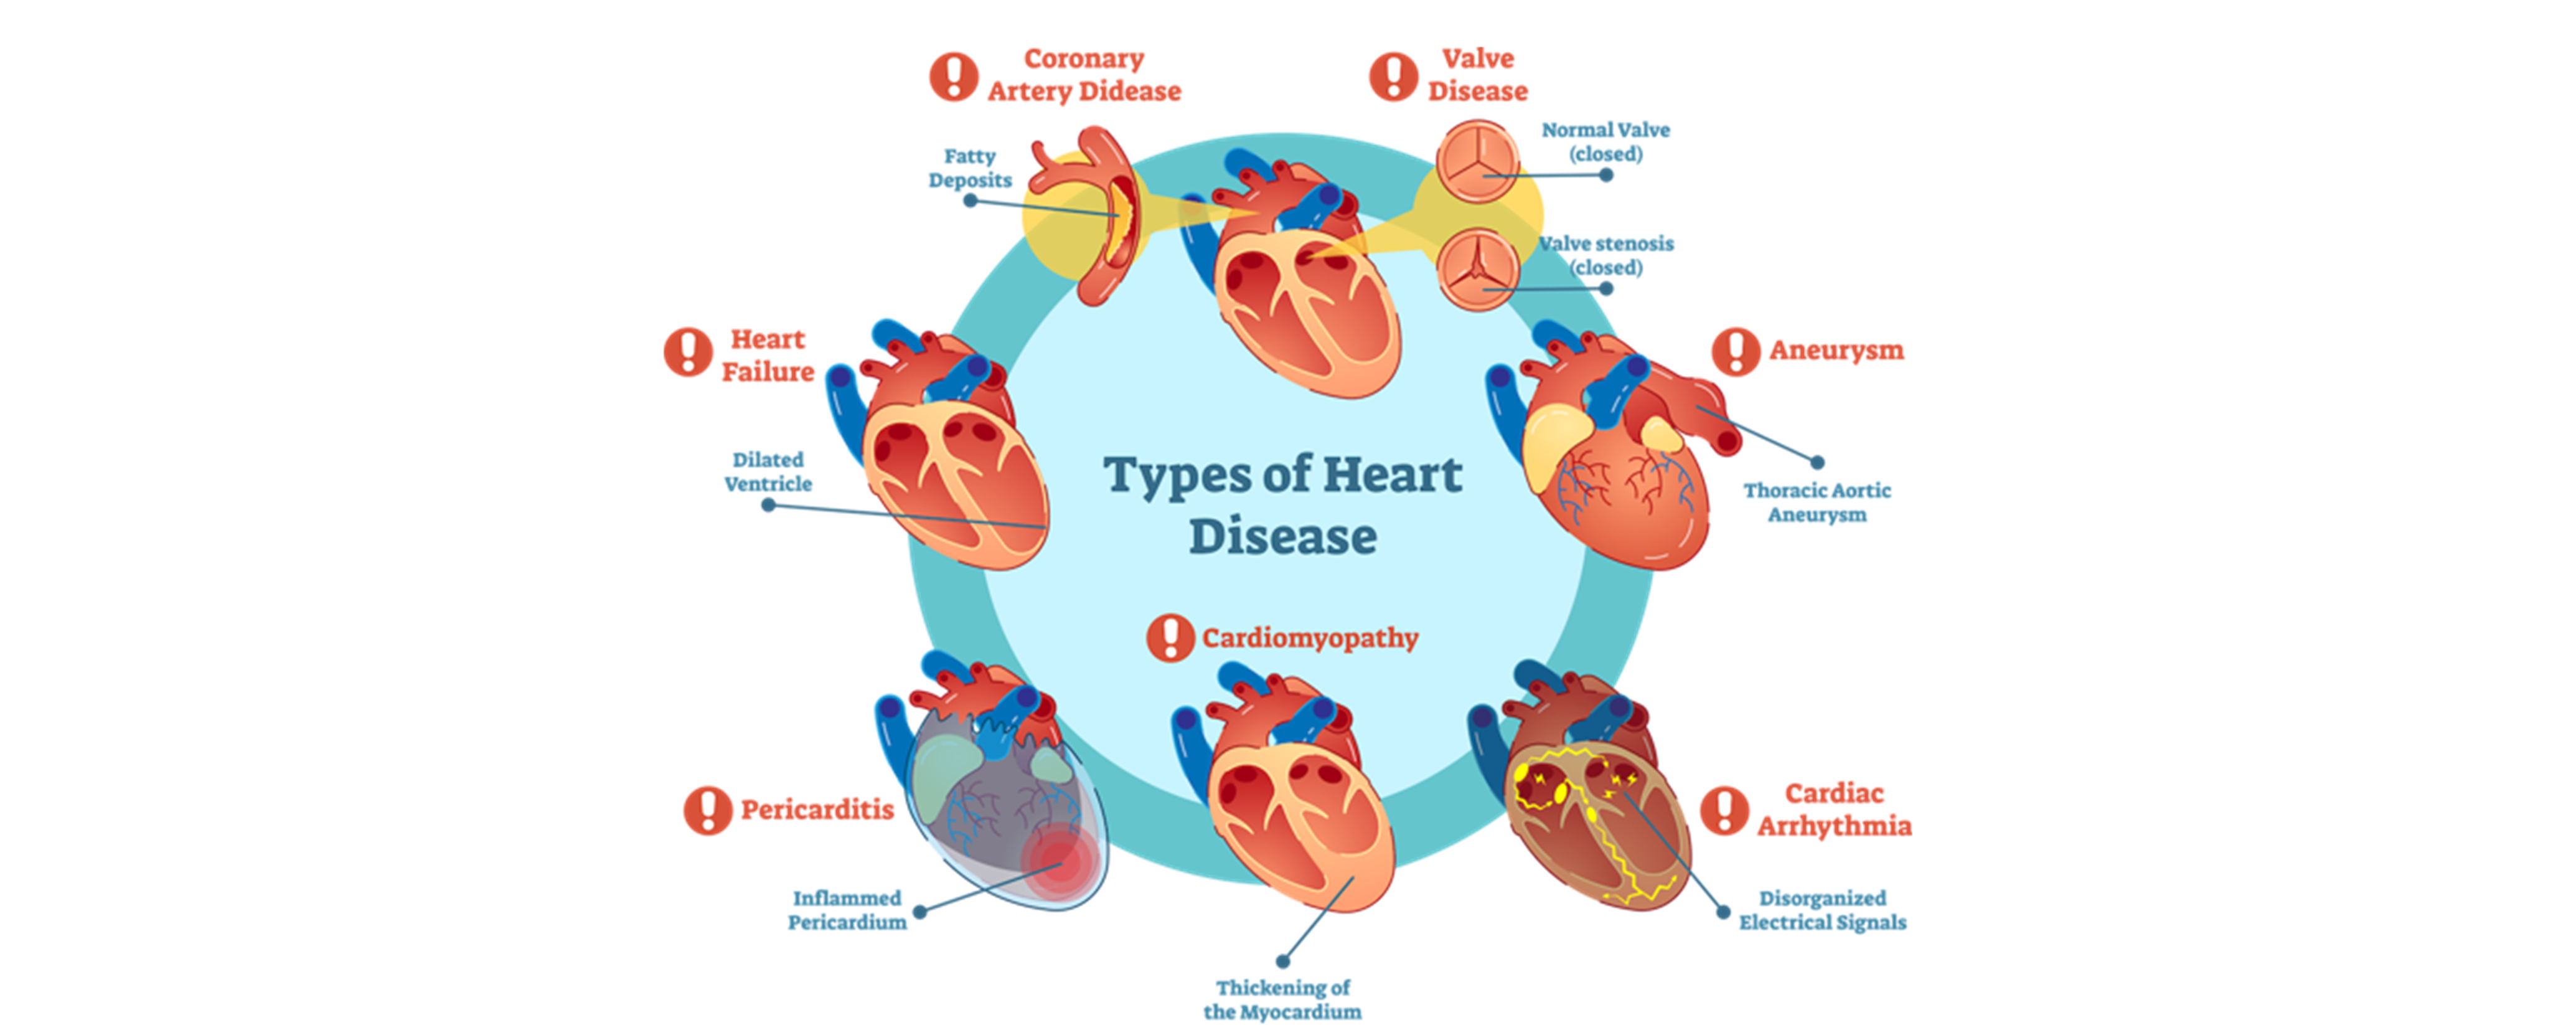 Coronary
Artery Didease
Fatty
Deposits
Valve
Disease
Normal Valve
(closed)
Valve stenosis
(closed)
Heart
Failure
Dilated
Ventricle
Aneurysm
Thoracic Aortic
Aneurysm
Types of Heart
Disease
Cardiomyopathy
Thickening of
the Myocardium
Pericarditis
Inflammed
Pericardium
Cardiac
Arrhythmia
Disorganized
Electrical Signals